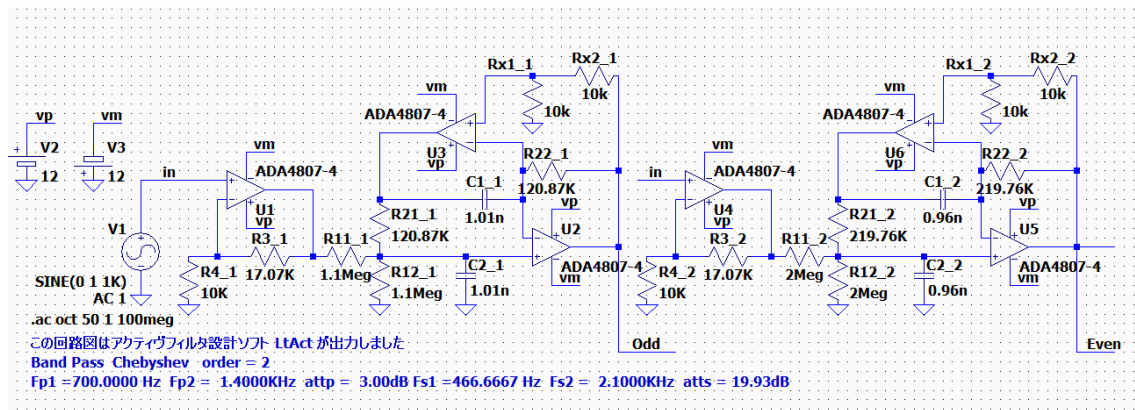 vp
V2
12
vm
V3
12
in
V1
SINE(0 1 1K)
AC 1
vm
ADA4807-4
U1
vp
R3_1
17.07K
R4_1
10K
R11_1
1.1Meg
R21_1
120.87K
R12_1
1.1Meg
C1_1
1.01n
C2_1
1.01n
vm
ADA4807-4
U3
vp
Rx1_1
10k
Rx2_1
10k
R22_1
120.87K
vp
U2
ADA4807-4
vm
Odd
in
vm
ADA4807-4
U4
vp
R3_2
17.07K
R4_2
10K
R11_2
2Meg
R21_2
219.76K
R12_2
2Meg
C1_2
0.96n
C2_2
0.96n
vm
ADA4807-4
U6
vp
Rx1_2
10k
Rx2_2
10k
R22_2
219.76K
vp
U5
ADA4807-4
vm
Even
.ac oct 50 1 100meg
この回路図はアクティヴフィルタ設計ソフト LtAct が出力しました
Band Pass Chebyshev order = 2
Fp1 =700.0000 Hz Fp2 = 1.4000KHz attp = 3.00dB Fs1 =466.6667 Hz Fs2 = 2.1000KHz atts = 19.93dB